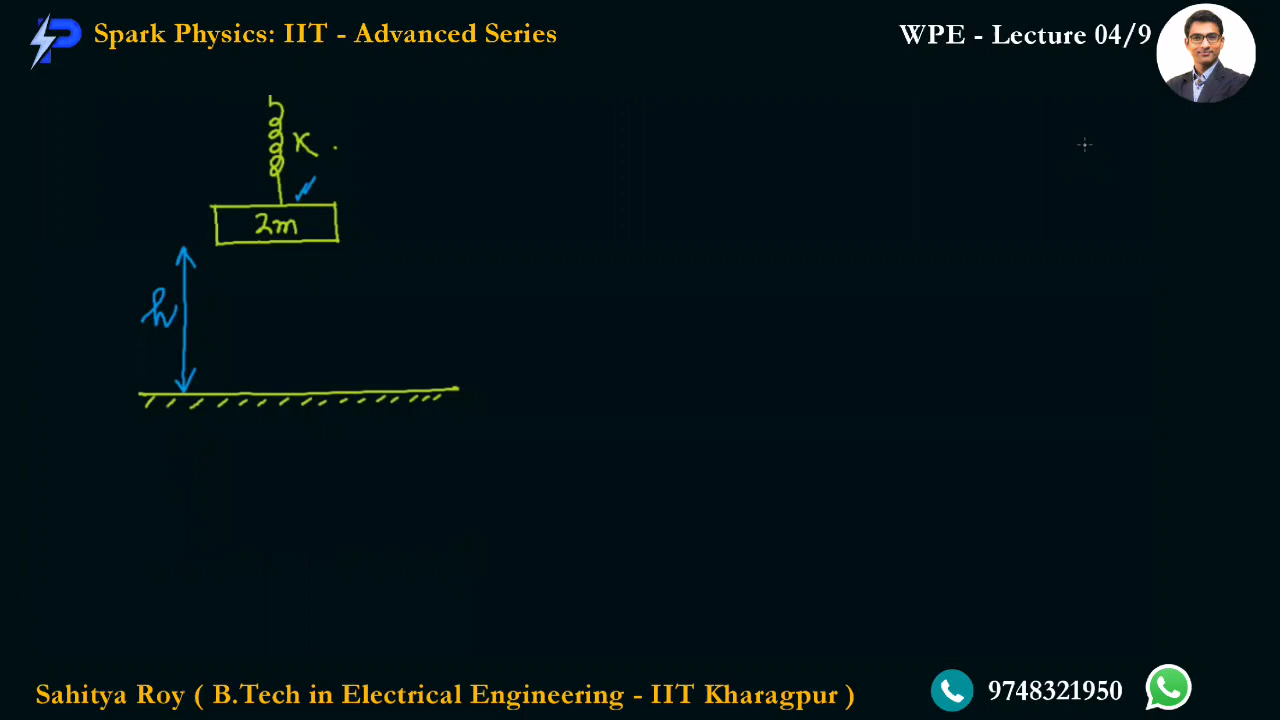 Spark Physics: IIT - Advanced Series
WPE - Lecture 04/9
K
2m
h
Sahitya Roy ( B.Tech in Electrical Engineering - IIT Kharagpur )
9748321950